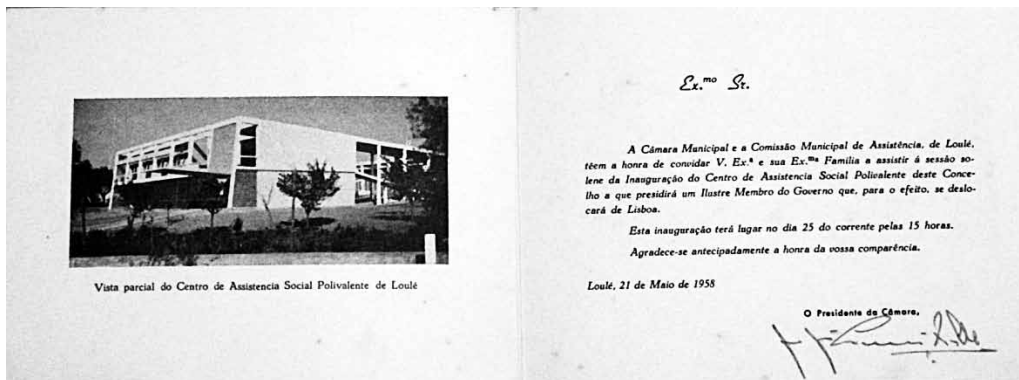 Vista parcial do Centro de Assistencia Social Polivalente de Loulé
Ex.mo Sr.
A Câmara Municipal e a Comissão Municipal de Assistência, de Loulé,
têem a honra de convidar V. Ex.ª e sua Ex.ma Família a assistir á sessão so-
lene da Inauguração do Centro de Assistencia Social Polivalente deste Conce-
lho a que presidirá um Ilustre Membro do Governo que, para o efeito, se deslo-
cará de Lisboa.
Esta inauguração terá lugar no dia 25 do corrente pelas 15 horas.
Agradece-se antecipadamente a honra da vossa comparência.
Loulé, 21 de Maio de 1958
O Presidente da Câmara,